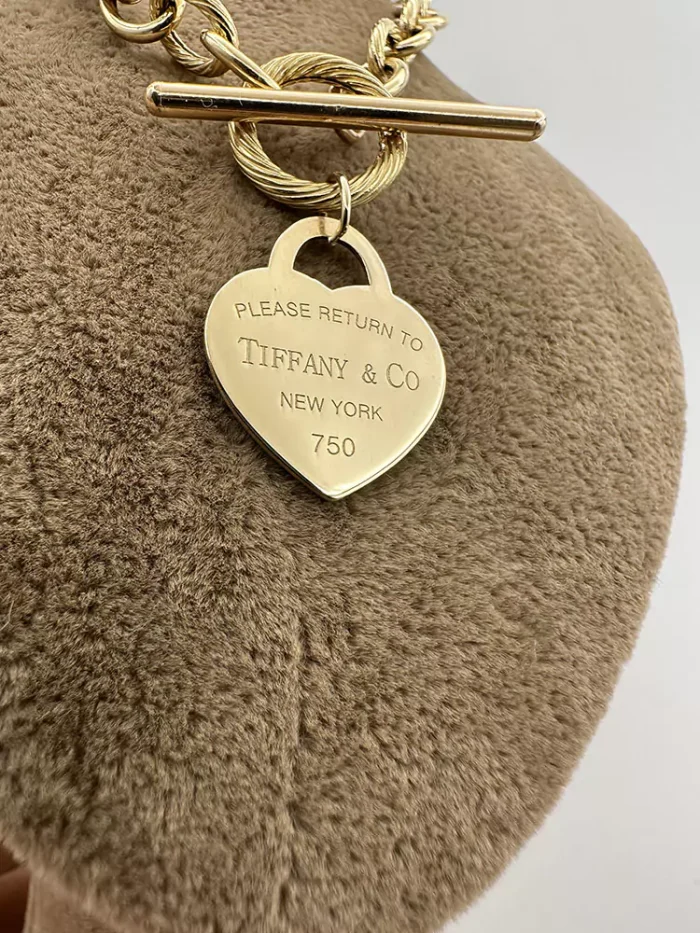 PLEASE RETURN TO
TIFFANY & CO
NEW YORK
750